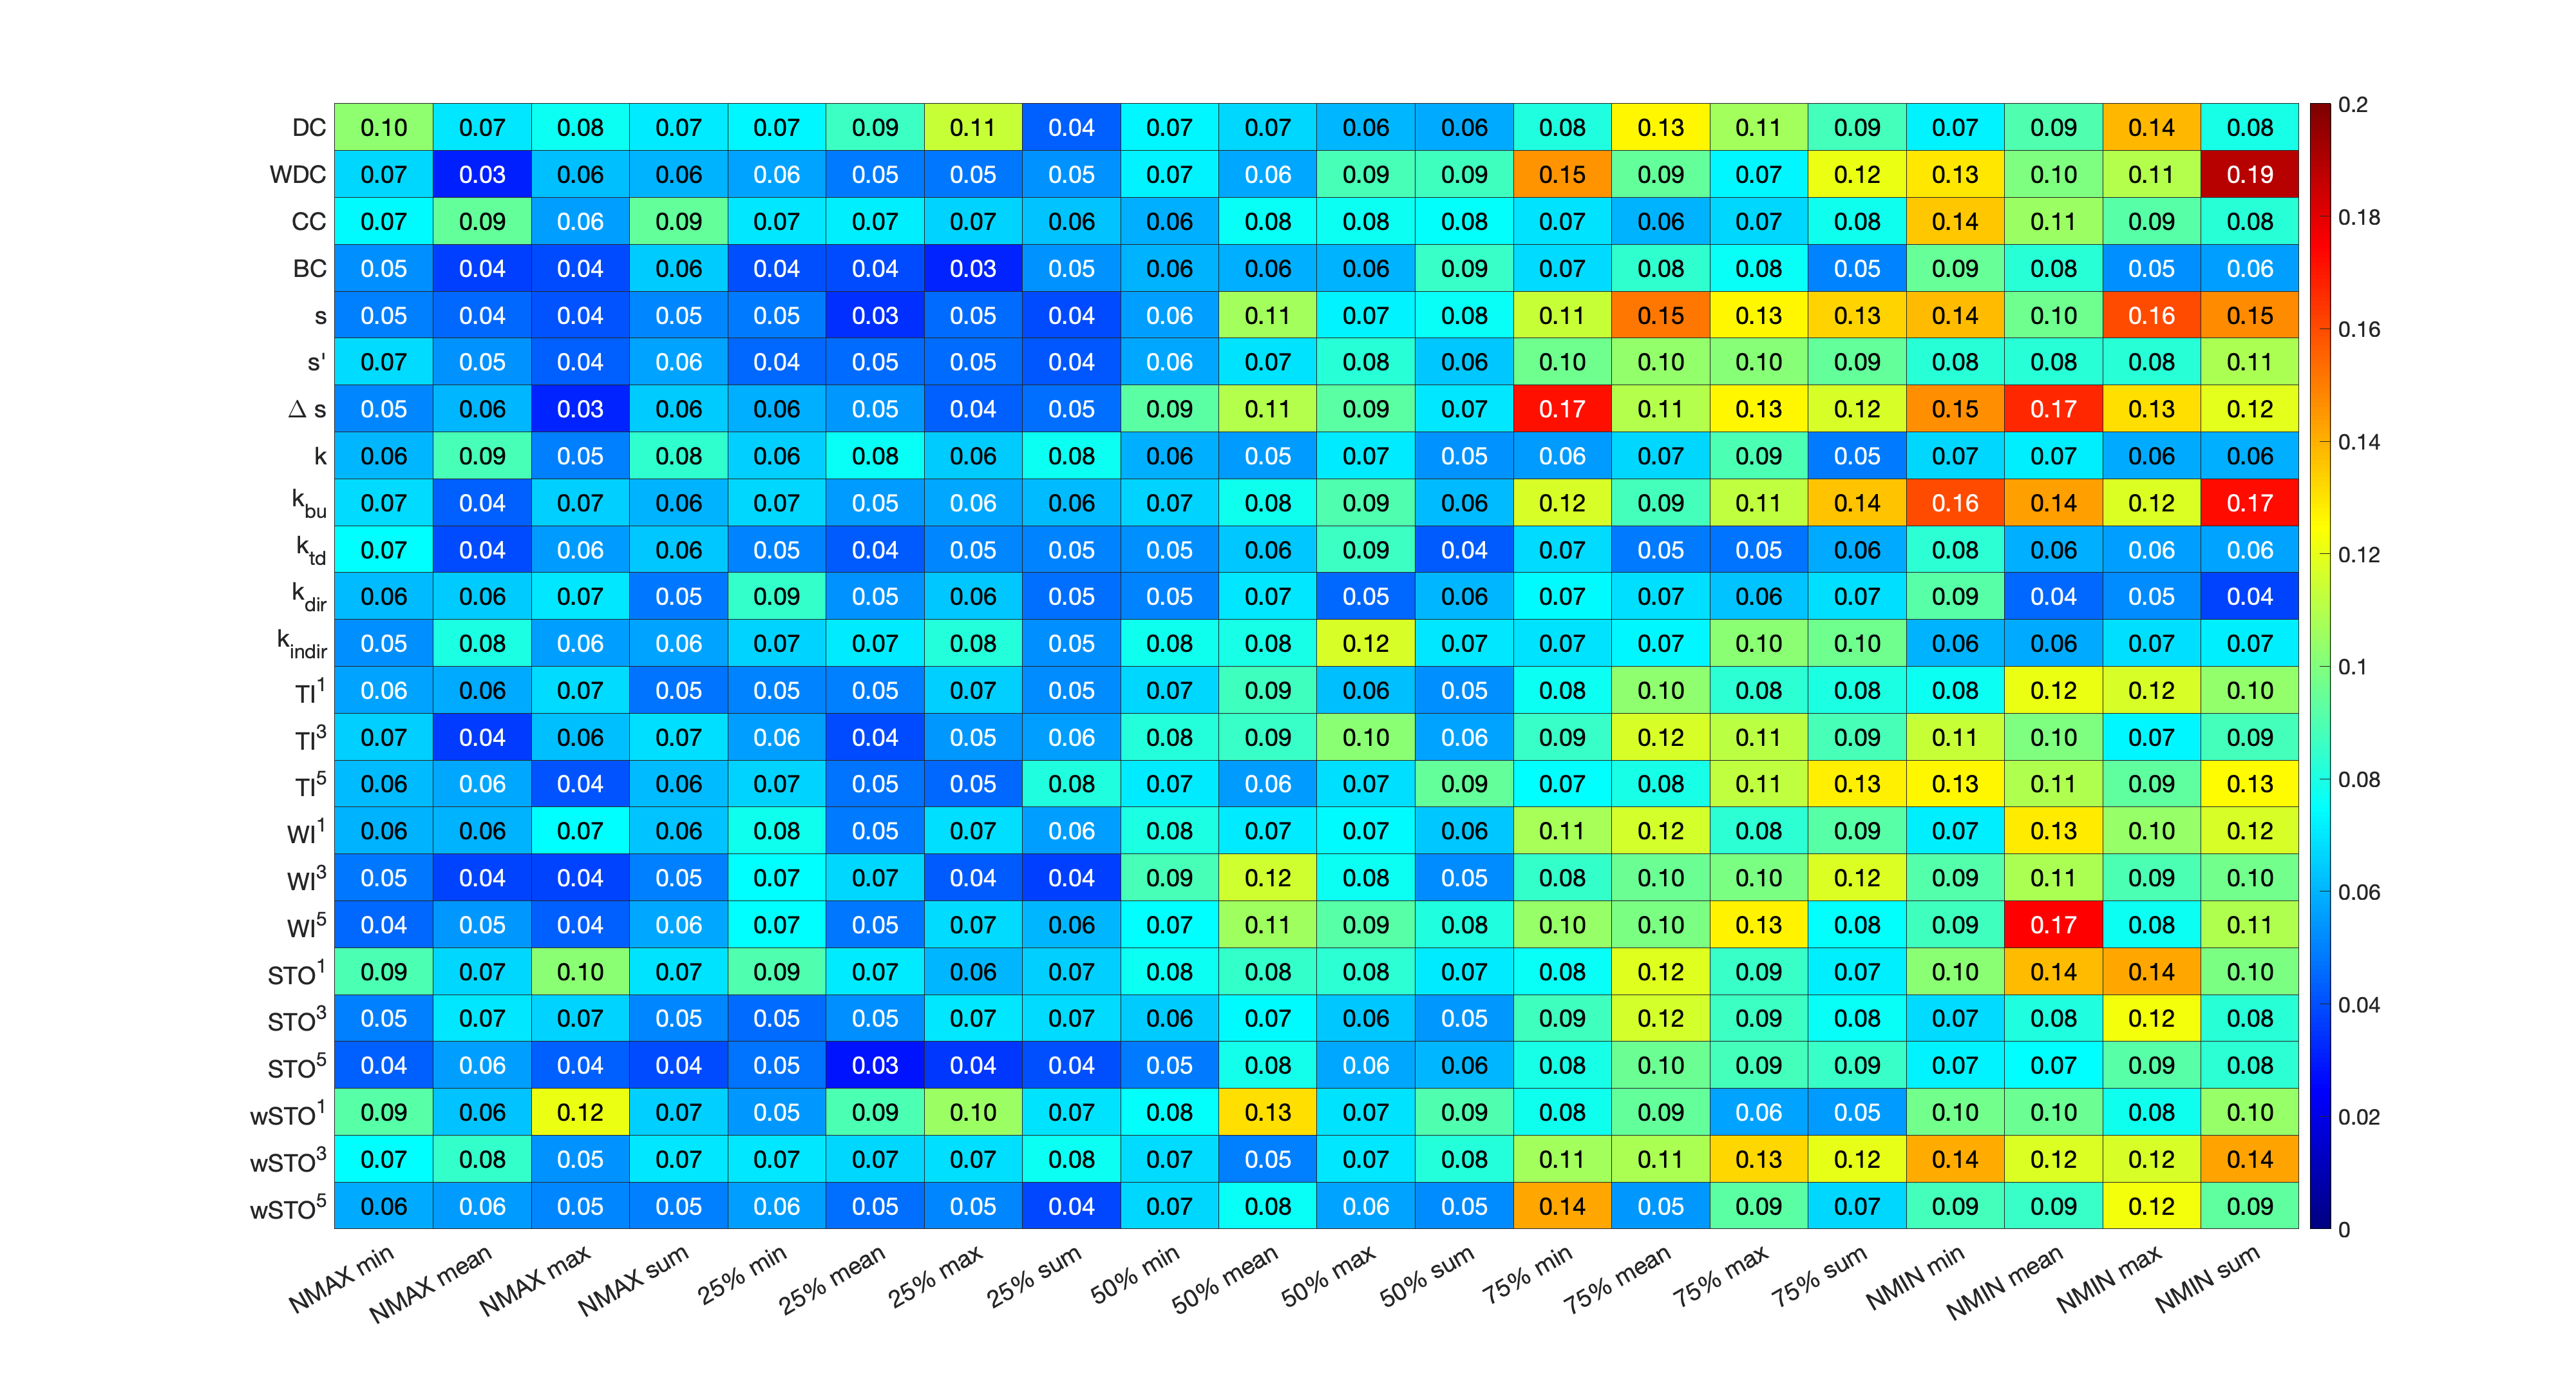 DC 0.10 0.07 0.08 0.07 0.07 0.09 0.11 0.04 0.07 0.07 0.06 0.06 0.08 0.13 0.11 0.09 0.07 0.09 0.14 0.08
WDC 0.07 0.03 0.06 0.06 0.06 0.05 0.05 0.05 0.07 0.06 0.09 0.09 0.15 0.09 0.07 0.12 0.13 0.10 0.11 0.19
CC 0.07 0.09 0.06 0.09 0.07 0.07 0.07 0.06 0.06 0.08 0.08 0.08 0.07 0.06 0.07 0.08 0.14 0.11 0.09 0.08
BC 0.05 0.04 0.04 0.06 0.04 0.04 0.03 0.05 0.06 0.06 0.06 0.09 0.07 0.08 0.08 0.05 0.09 0.08 0.05 0.06
s 0.05 0.04 0.04 0.05 0.05 0.03 0.05 0.04 0.06 0.11 0.07 0.08 0.11 0.15 0.13 0.13 0.14 0.10 0.16 0.15
s' 0.07 0.05 0.04 0.06 0.04 0.05 0.05 0.04 0.06 0.07 0.08 0.06 0.10 0.10 0.10 0.09 0.08 0.08 0.08 0.11
Δ s 0.05 0.06 0.03 0.06 0.06 0.05 0.04 0.05 0.09 0.11 0.09 0.07 0.17 0.11 0.13 0.12 0.15 0.17 0.13 0.12
k 0.06 0.09 0.05 0.08 0.06 0.08 0.06 0.08 0.06 0.05 0.07 0.05 0.06 0.07 0.09 0.05 0.07 0.07 0.06 0.06
k_bu 0.07 0.04 0.07 0.06 0.07 0.05 0.06 0.06 0.07 0.08 0.09 0.06 0.12 0.09 0.11 0.14 0.16 0.14 0.12 0.17
k_td 0.07 0.04 0.06 0.06 0.05 0.04 0.05 0.05 0.05 0.06 0.09 0.04 0.07 0.05 0.05 0.06 0.08 0.06 0.06 0.06
k_dir 0.06 0.06 0.07 0.05 0.09 0.05 0.06 0.05 0.05 0.07 0.05 0.06 0.07 0.07 0.06 0.07 0.09 0.04 0.05 0.04
k_indir 0.05 0.08 0.06 0.06 0.07 0.07 0.08 0.05 0.08 0.08 0.12 0.07 0.07 0.07 0.10 0.10 0.06 0.06 0.07 0.07
TI¹ 0.06 0.06 0.07 0.05 0.05 0.05 0.07 0.05 0.07 0.09 0.06 0.05 0.08 0.10 0.08 0.08 0.08 0.12 0.12 0.10
TI³ 0.07 0.04 0.06 0.07 0.06 0.04 0.05 0.06 0.08 0.09 0.10 0.06 0.09 0.12 0.11 0.09 0.11 0.10 0.07 0.09
TI⁵ 0.06 0.06 0.04 0.06 0.07 0.05 0.05 0.08 0.07 0.06 0.07 0.09 0.07 0.08 0.11 0.13 0.13 0.11 0.09 0.13
WI¹ 0.06 0.06 0.07 0.06 0.08 0.05 0.07 0.06 0.08 0.07 0.07 0.06 0.11 0.12 0.08 0.09 0.07 0.13 0.10 0.12
WI³ 0.05 0.04 0.04 0.05 0.07 0.07 0.04 0.04 0.09 0.12 0.08 0.05 0.08 0.10 0.10 0.12 0.09 0.11 0.09 0.10
WI⁵ 0.04 0.05 0.04 0.06 0.07 0.05 0.07 0.06 0.07 0.11 0.09 0.08 0.10 0.10 0.13 0.08 0.09 0.17 0.08 0.11
STO¹ 0.09 0.07 0.10 0.07 0.09 0.07 0.06 0.07 0.08 0.08 0.08 0.07 0.08 0.12 0.09 0.07 0.10 0.14 0.14 0.10
STO³ 0.05 0.07 0.07 0.05 0.05 0.05 0.07 0.07 0.06 0.07 0.06 0.05 0.09 0.12 0.09 0.08 0.07 0.08 0.12 0.08
STO⁵ 0.04 0.06 0.04 0.04 0.05 0.03 0.04 0.04 0.05 0.08 0.06 0.06 0.08 0.10 0.09 0.09 0.07 0.07 0.09 0.08
wSTO¹ 0.09 0.06 0.12 0.07 0.05 0.09 0.10 0.07 0.08 0.13 0.07 0.09 0.08 0.09 0.06 0.05 0.10 0.10 0.08 0.10
wSTO³ 0.07 0.08 0.05 0.07 0.07 0.07 0.07 0.08 0.07 0.05 0.07 0.08 0.11 0.11 0.13 0.12 0.14 0.12 0.12 0.14
wSTO⁵ 0.06 0.06 0.05 0.05 0.06 0.05 0.05 0.04 0.07 0.08 0.06 0.05 0.14 0.05 0.09 0.07 0.09 0.09 0.12 0.09
NMAX min NMAX mean NMAX max NMAX sum 25% min 25% mean 25% max 25% sum 50% min 50% mean 50% max 50% sum 75% min 75% mean 75% max 75% sum NMIN min NMIN mean NMIN max NMIN sum
0.2
0.18
0.16
0.14
0.12
0.1
0.08
0.06
0.04
0.02
0